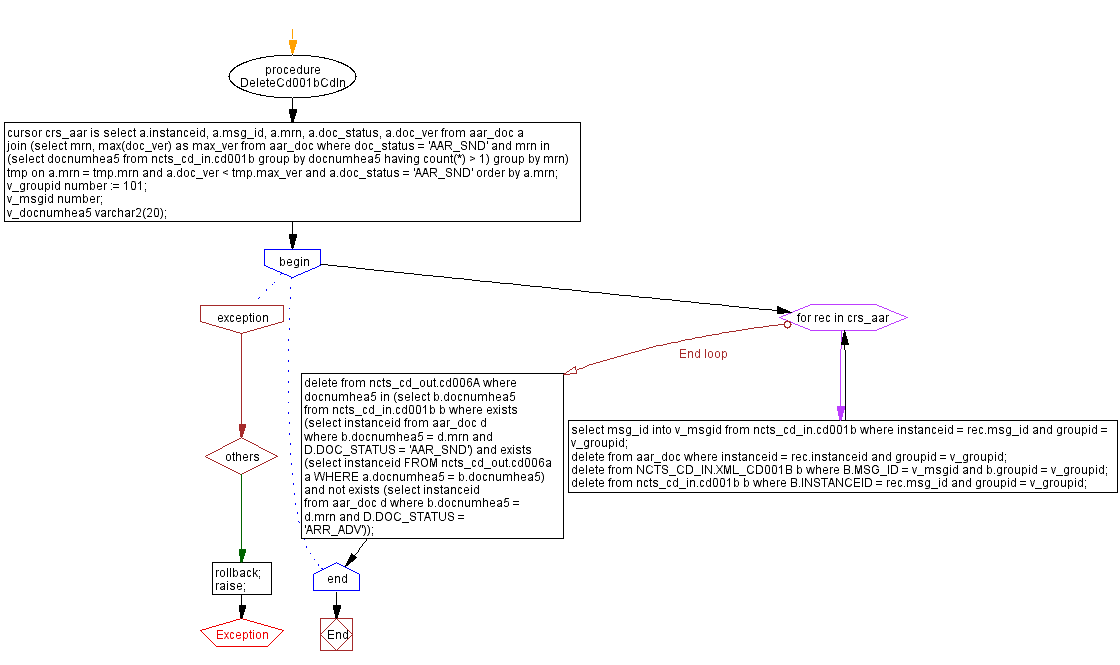 procedure
DeleteCd001bCdIn
cursor crs_aar is select a.instanceid, a.msg_id, a.mrn, a.doc_status, a.doc_ver from aar_doc a
join (select mrn, max(doc_ver) as max_ver from aar_doc where doc_status = 'AAR_SND' and mrn in
(select docnumhea5 from ncts_cd_in.cd001b group by docnumhea5 having count(*) > 1) group by mrn)
tmp on a.mrn = tmp.mrn and a.doc_ver < tmp.max_ver and a.doc_status = 'AAR_SND' order by a.mrn;
v_groupid number := 101;
v_msgid number;
v_docnumhea5 varchar2(20);
begin
exception
for rec in crs_aar
End loop
delete from ncts_cd_out.cd006A where
docnumhea5 in (select b.docnumhea5
from ncts_cd_in.cd001b b where exists
(select instanceid from aar_doc d
where b.docnumhea5 = d.mrn and
D.DOC_STATUS = 'AAR_SND') and exists
(select instanceid FROM ncts_cd_out.cd006a
a WHERE a.docnumhea5 = b.docnumhea5)
and not exists (select instanceid
from aar_doc d where b.docnumhea5 =
d.mrn and D.DOC_STATUS =
'ARR_ADV'));
select msg_id into v_msgid from ncts_cd_in.cd001b where instanceid = rec.msg_id and groupid =
v_groupid;
delete from aar_doc where instanceid = rec.instanceid and groupid = v_groupid;
delete from NCTS_CD_IN.XML_CD001B b where B.MSG_ID = v_msgid and b.groupid = v_groupid;
delete from ncts_cd_in.cd001b b where B.INSTANCEID = rec.msg_id and groupid = v_groupid;
others
rollback;
raise;
end
Exception
End